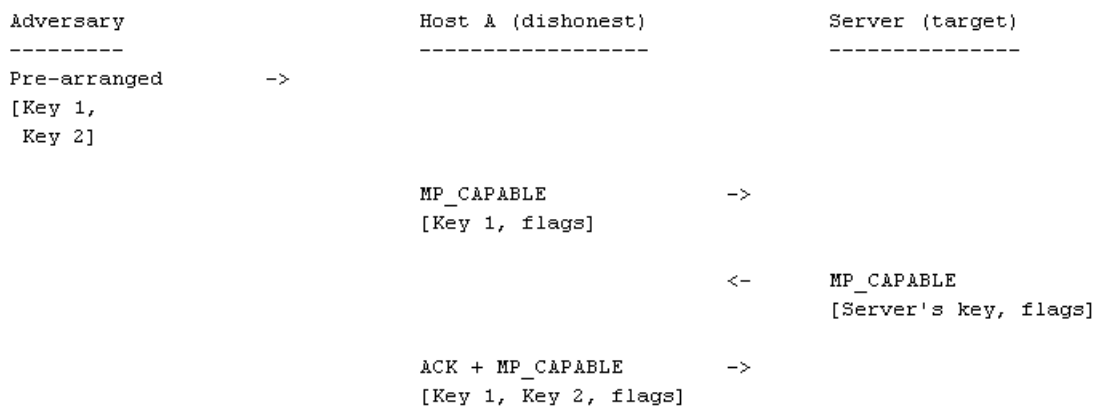 Adversary Host A (dishonest) Server (target)
--------- ------------------ ---------------
Pre-arranged ->
[Key 1,
Key 2]
MP_CAPABLE ->
[Key 1, flags]
<- MP_CAPABLE
[Server's key, flags]
ACK + MP_CAPABLE ->
[Key 1, Key 2, flags]